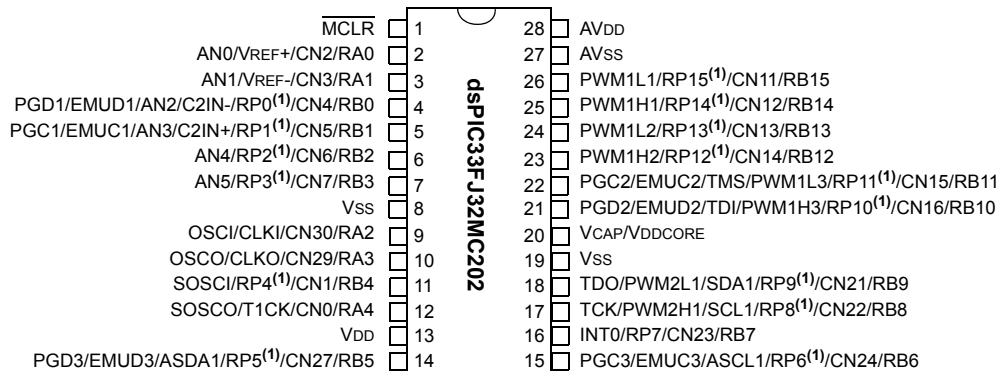 MCLR 1
AN0/VREF+/CN2/RA0 2
AN1/VREF-/CN3/RA1 3
PGD1/EMUD1/AN2/C2IN-/RP0(1)/CN4/RB0 4
PGC1/EMUC1/AN3/C2IN+/RP1(1)/CN5/RB1 5
AN4/RP2(1)/CN6/RB2 6
AN5/RP3(1)/CN7/RB3 7
VSS 8
OSCI/CLKI/CN30/RA2 9
OSCO/CLKO/CN29/RA3 10
SOSCI/RP4(1)/CN1/RB4 11
SOSCO/T1CK/CN0/RA4 12
VDD 13
PGD3/EMUD3/ASDA1/RP5(1)/CN27/RB5 14
dsPIC33FJ32MC202
28 AVDD
27 AVSS
26 PWM1L1/RP15(1)/CN11/RB15
25 PWM1H1/RP14(1)/CN12/RB14
24 PWM1L2/RP13(1)/CN13/RB13
23 PWM1H2/RP12(1)/CN14/RB12
22 PGC2/EMUC2/TMS/PWM1L3/RP11(1)/CN15/RB11
21 PGD2/EMUD2/TDI/PWM1H3/RP10(1)/CN16/RB10
20 VCAP/VDDCORE
19 VSS
18 TDO/PWM2L1/SDA1/RP9(1)/CN21/RB9
17 TCK/PWM2H1/SCL1/RP8(1)/CN22/RB8
16 INT0/RP7/CN23/RB7
15 PGC3/EMUC3/ASCL1/RP6(1)/CN24/RB6